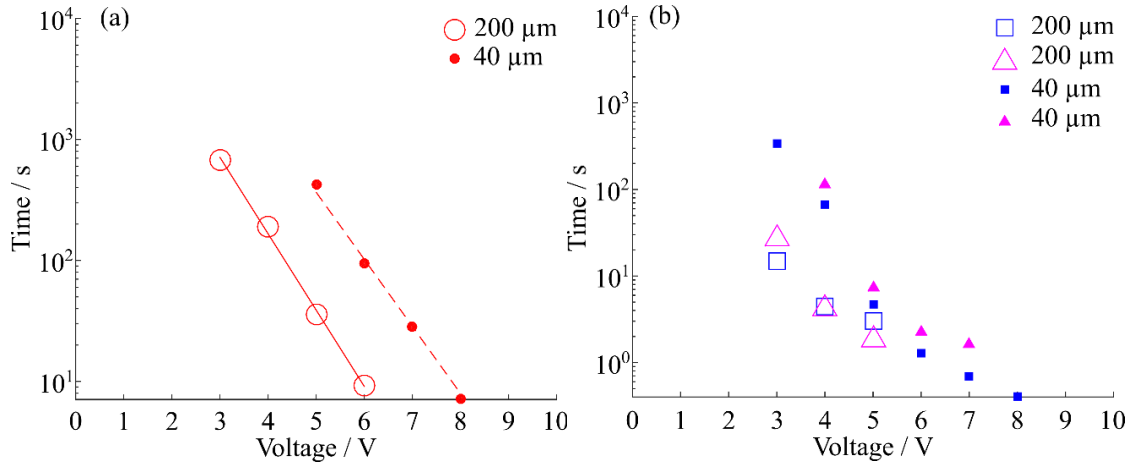 (a)
200 μm
40 μm
10⁴
10³
10²
10¹
Time / s
0 1 2 3 4 5 6 7 8 9 10
Voltage / V
(b)
200 μm
200 μm
40 μm
40 μm
10⁴
10³
10²
10¹
10⁰
Time / s
0 1 2 3 4 5 6 7 8 9 10
Voltage / V